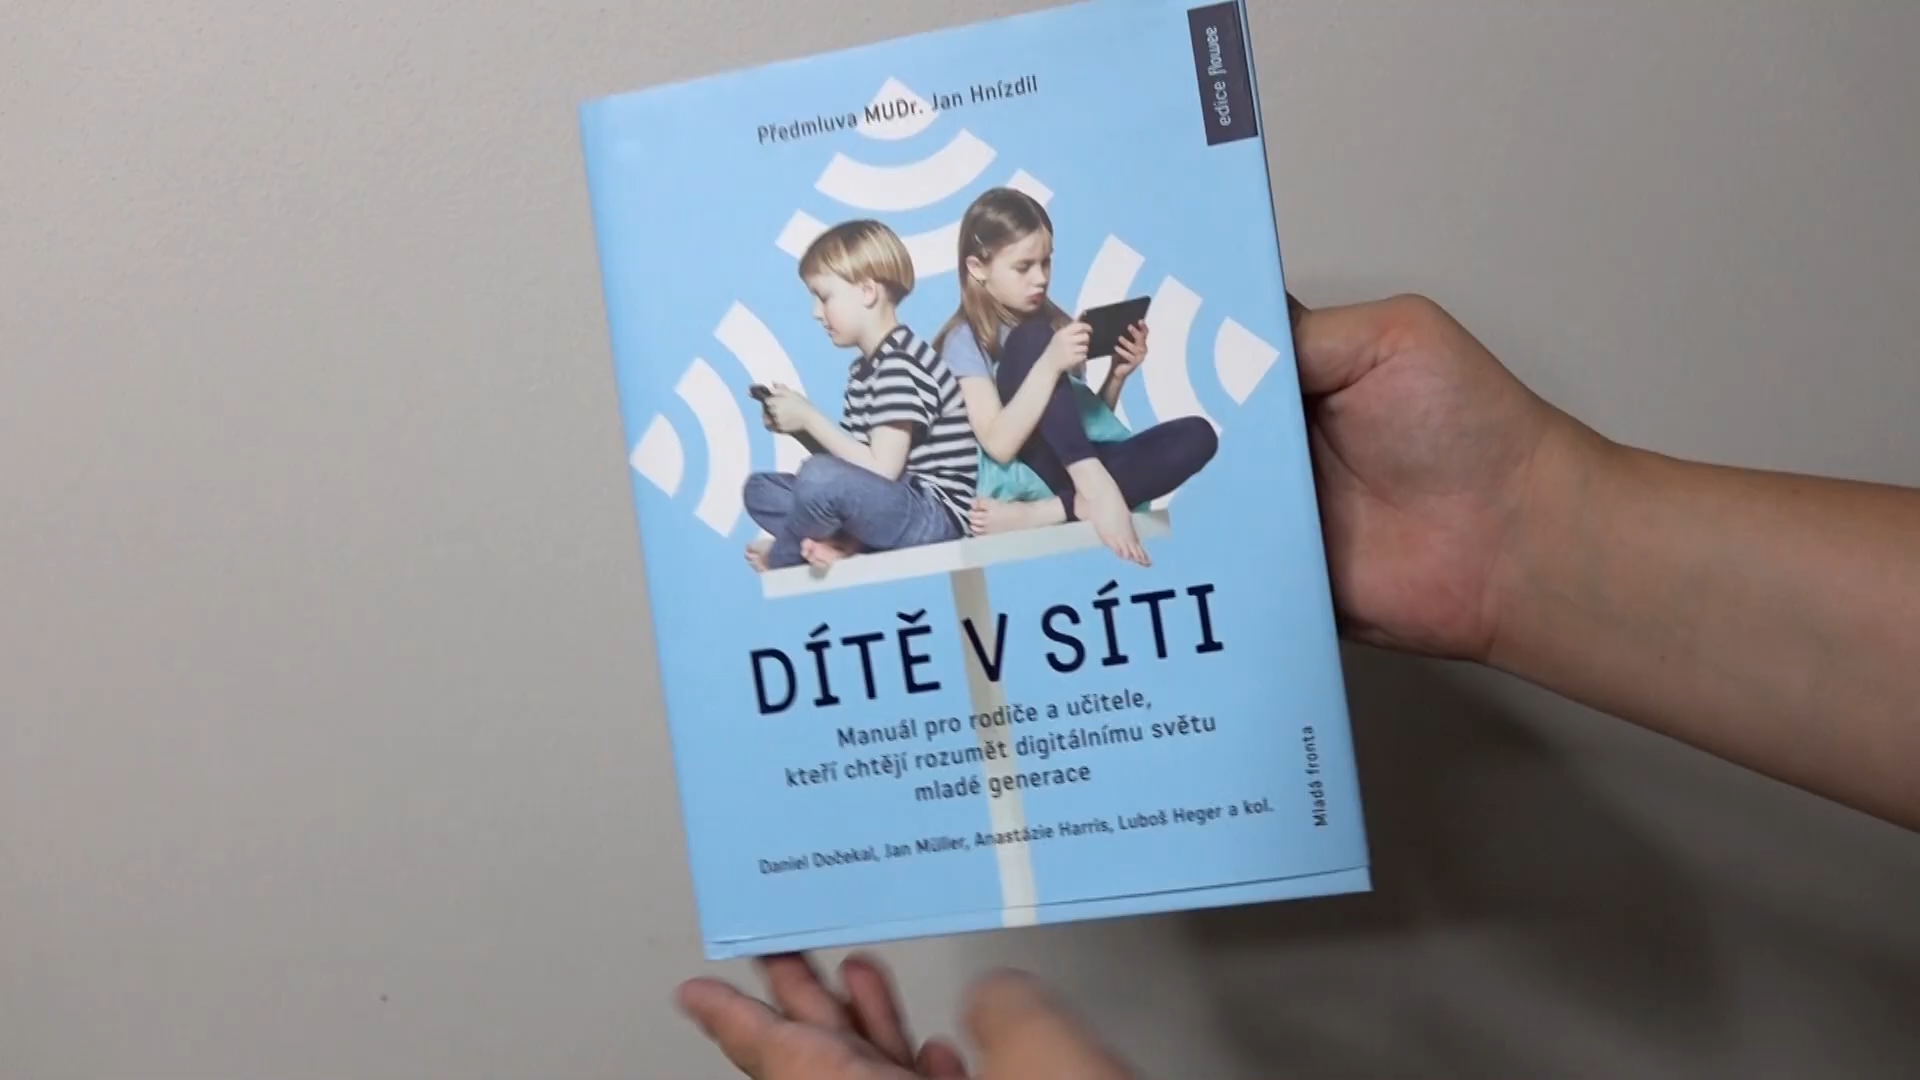 Předmluva MUDr. Jan Hnízdil
edice flowee
DÍTĚ V SÍTI
Manuál pro rodiče a učitele,
kteří chtějí rozumět digitálnímu světu
mladé generace
Daniel Dočekal, Jan Müller, Anastázie Harris, Luboš Heger a kol.
Mladá fronta